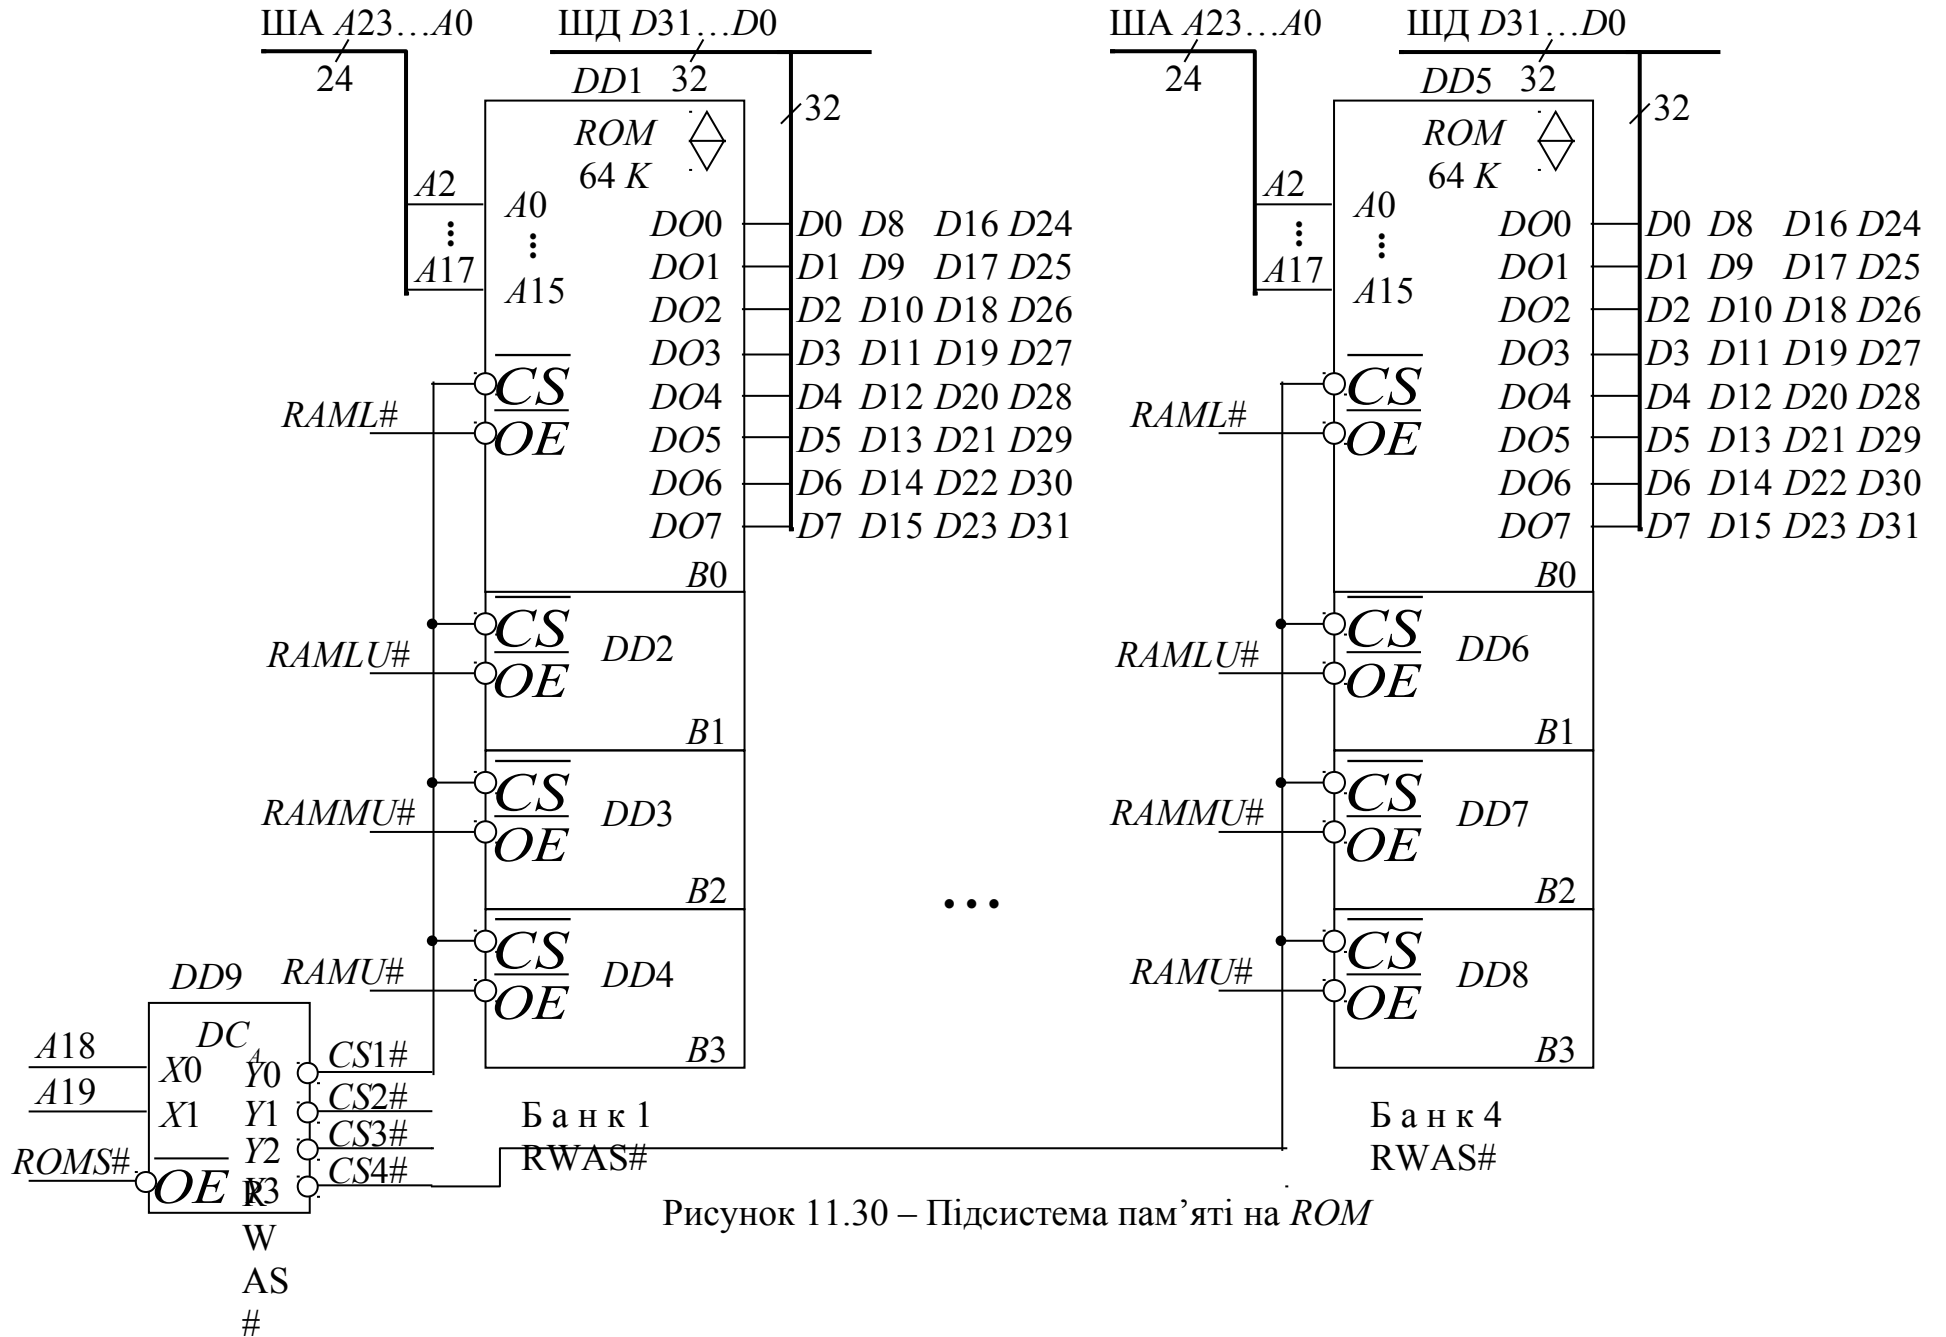 ША A23…A0
ШД D31…D0
24
DD1
32
32
ROM
64 K
A2
A17
A0
A15
DO0 D0 D8 D16 D24
DO1 D1 D9 D17 D25
DO2 D2 D10 D18 D26
DO3 D3 D11 D19 D27
DO4 D4 D12 D20 D28
DO5 D5 D13 D21 D29
DO6 D6 D14 D22 D30
DO7 D7 D15 D23 D31
RAML#
CS
OE
B0
RAMLU#
CS
OE
DD2
B1
RAMMU#
CS
OE
DD3
B2
RAMU#
CS
OE
DD4
B3
Банк 1
RWAS#
…
ША A23…A0
ШД D31…D0
24
DD5
32
32
ROM
64 K
A2
A17
A0
A15
DO0 D0 D8 D16 D24
DO1 D1 D9 D17 D25
DO2 D2 D10 D18 D26
DO3 D3 D11 D19 D27
DO4 D4 D12 D20 D28
DO5 D5 D13 D21 D29
DO6 D6 D14 D22 D30
DO7 D7 D15 D23 D31
RAML#
CS
OE
B0
RAMLU#
CS
OE
DD6
B1
RAMMU#
CS
OE
DD7
B2
RAMU#
CS
OE
DD8
B3
Банк 4
RWAS#
DD9
DC
A
A18 X0 Y0 CS1#
A19 X1 Y1 CS2#
Y2 CS3#
ROMS# OE Y3 CS4#
R
W
AS
#
Рисунок 11.30 – Підсистема пам’яті на ROM